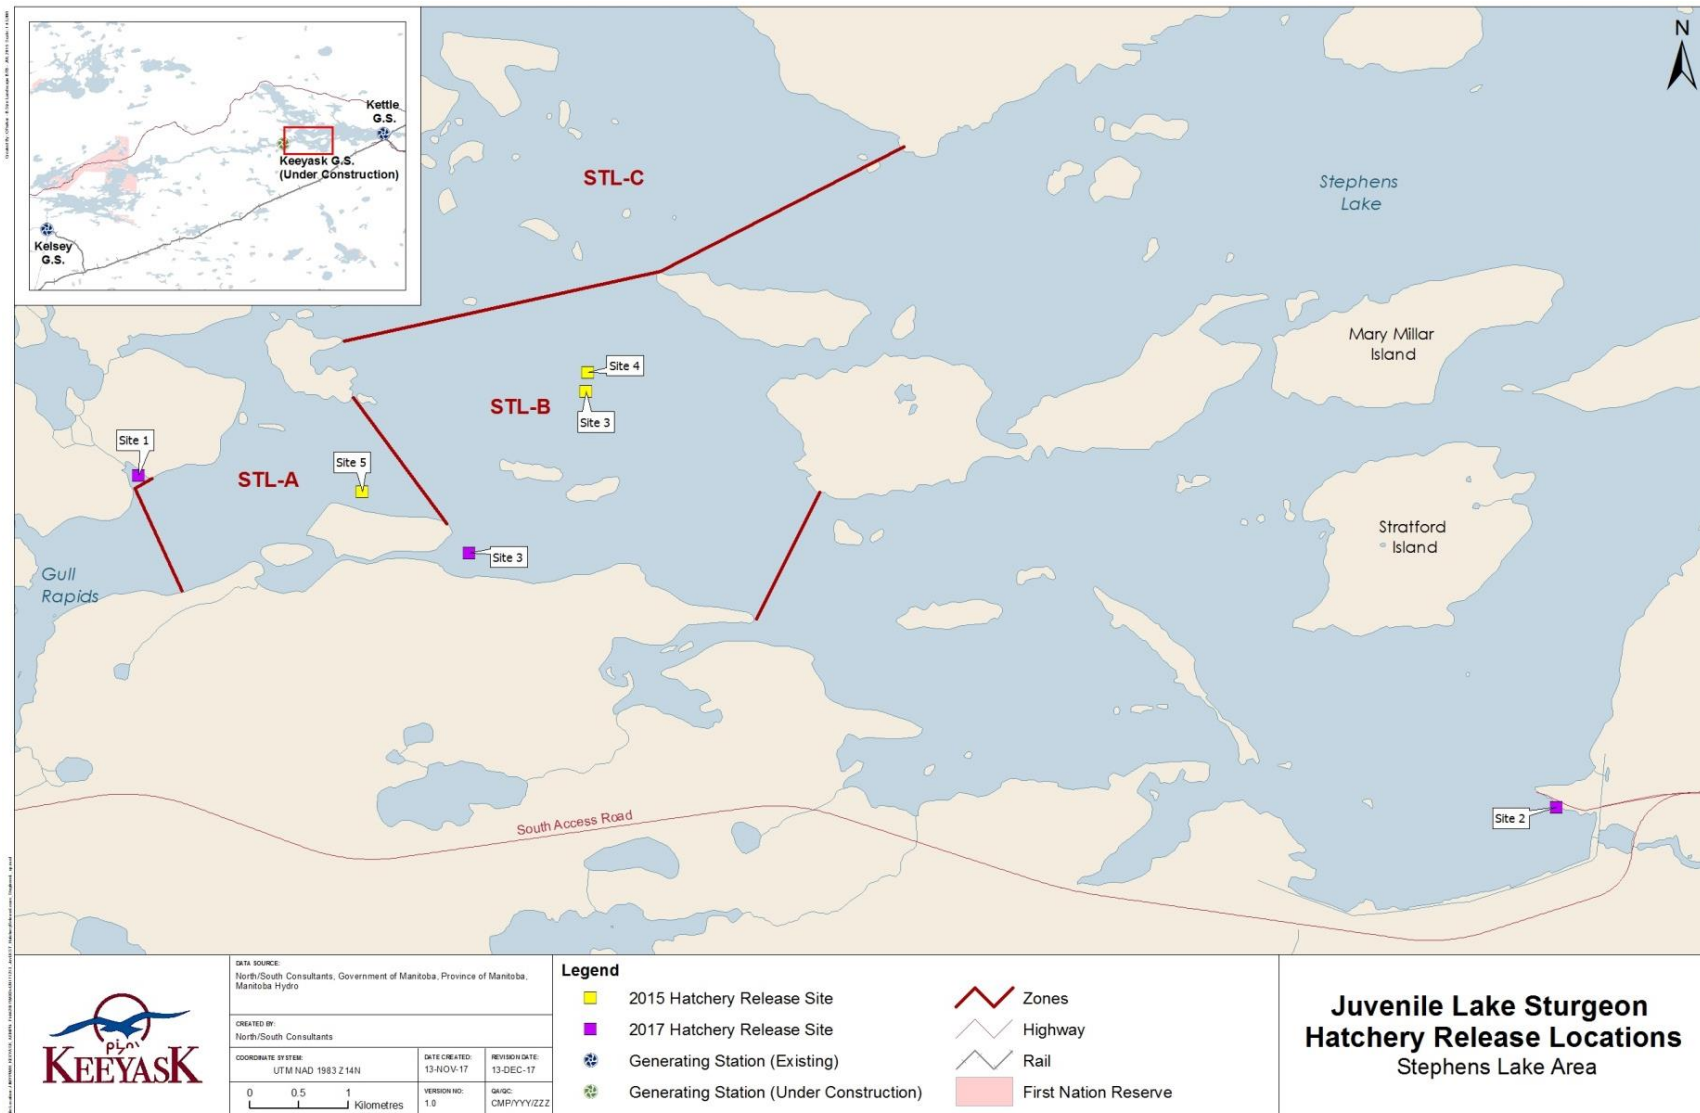 N
Kettle
G.S.
Keeyask G.S.
(Under Construction)
Kelsey
G.S.
STL-C
Stephens
Lake
Mary Millar
Island
Site 4
STL-B
Site 3
Site 1
Site 5
STL-A
Stratford
Island
Site 3
Gull
Rapids
South Access Road
Site 2
KEEYASK
DATA SOURCE:
North/South Consultants, Government of Manitoba, Province of Manitoba,
Manitoba Hydro
CREATED BY:
North/South Consultants
COORDINATE SYSTEM:
UTM NAD 1983 Z14N
DATE CREATED:
13-NOV-17
REVISION DATE:
13-DEC-17
0 0.5 1 Kilometres
VERSION NO:
1.0
QA/QC:
CMP/YYY/ZZZ
Legend
2015 Hatchery Release Site
2017 Hatchery Release Site
Generating Station (Existing)
Generating Station (Under Construction)
Zones
Highway
Rail
First Nation Reserve
Juvenile Lake Sturgeon
Hatchery Release Locations
Stephens Lake Area